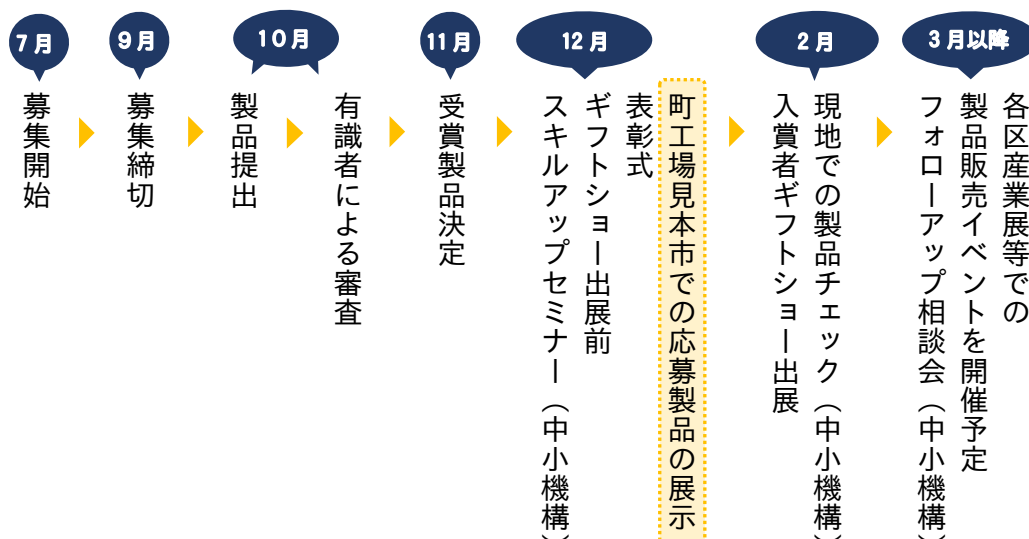 7月
募集開始
9月
募集締切
10月
製品提出
有識者による審査
11月
受賞製品決定
12月
町工場見本市での応募製品の展示
表彰式
ギフトショー出展前
スキルアップセミナー（中小機構）
2月
現地での製品チェック（中小機構）
入賞者ギフトショー出展
3月以降
各区産業展等での
製品販売イベントを開催予定
フォローアップ相談会（中小機構）